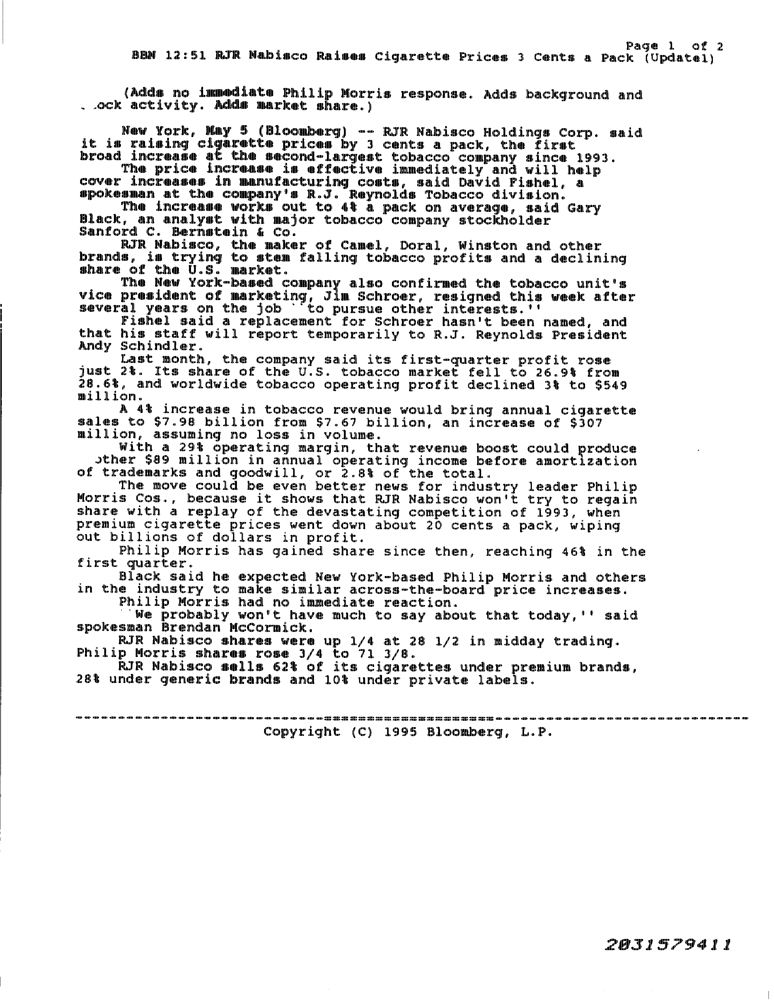 Page 1 of 2
BBN 12:51 RJR Nabisco Raises Cigarette Prices 3 Cents a Pack (Update1)
(Adds no immediate Philip Morris response. Adds background and
ock activity. Adds market share.)
New York, May 5 (Bloomberg) -- RJR Nabisco Holdings Corp. said
it is raising cigarette prices by 3 cents a pack, the first
broad increase at the second-largest tobacco company since 1993.
The price increase is effective immediately and will help
cover increases in manufacturing costs, said David Fishel, a
spokesman at the company's R.J. Reynolds Tobacco division.
The increase works out to 4% a pack on average, said Gary
Black, an analyst with major tobacco company stockholder
Sanford C. Bernstein & Co.
RJR Nabisco, the maker of Camel, Doral, Winston and other
brands, is trying to stem falling tobacco profits and a declining
share of the U.S. market.
The New York-based company also confirmed the tobacco unit's
vice president of marketing, Jim Schroer, resigned this week after
several years on the job ``to pursue other interests.''
Fishel said a replacement for Schroer hasn't been named, and
that his staff will report temporarily to R.J. Reynolds President
Andy Schindler.
Last month, the company said its first-quarter profit rose
just 2%. Its share of the U.S. tobacco market fell to 26.9% from
28.6%, and worldwide tobacco operating profit declined 3% to $549
million.
A 4% increase in tobacco revenue would bring annual cigarette
sales to $7.98 billion from $7.67 billion, an increase of $307
million, assuming no loss in volume.
With a 29% operating margin, that revenue boost could produce
other $89 million in annual operating income before amortization
of trademarks and goodwill, or 2.8% of the total.
The move could be even better news for industry leader Philip
Morris Cos., because it shows that RJR Nabisco won't try to regain
share with a replay of the devastating competition of 1993, when
premium cigarette prices went down about 20 cents a pack, wiping
out billions of dollars in profit.
Philip Morris has gained share since then, reaching 46% in the
first quarter.
Black said he expected New York-based Philip Morris and others
in the industry to make similar across-the-board price increases.
Philip Morris had no immediate reaction.
``We probably won't have much to say about that today,'' said
spokesman Brendan McCormick.
RJR Nabisco shares were up 1/4 at 28 1/2 in midday trading.
Philip Morris shares rose 3/4 to 71 3/8.
RJR Nabisco sells 62% of its cigarettes under premium brands,
28% under generic brands and 10% under private labels.
Copyright (C) 1995 Bloomberg, L.P.
2031579411